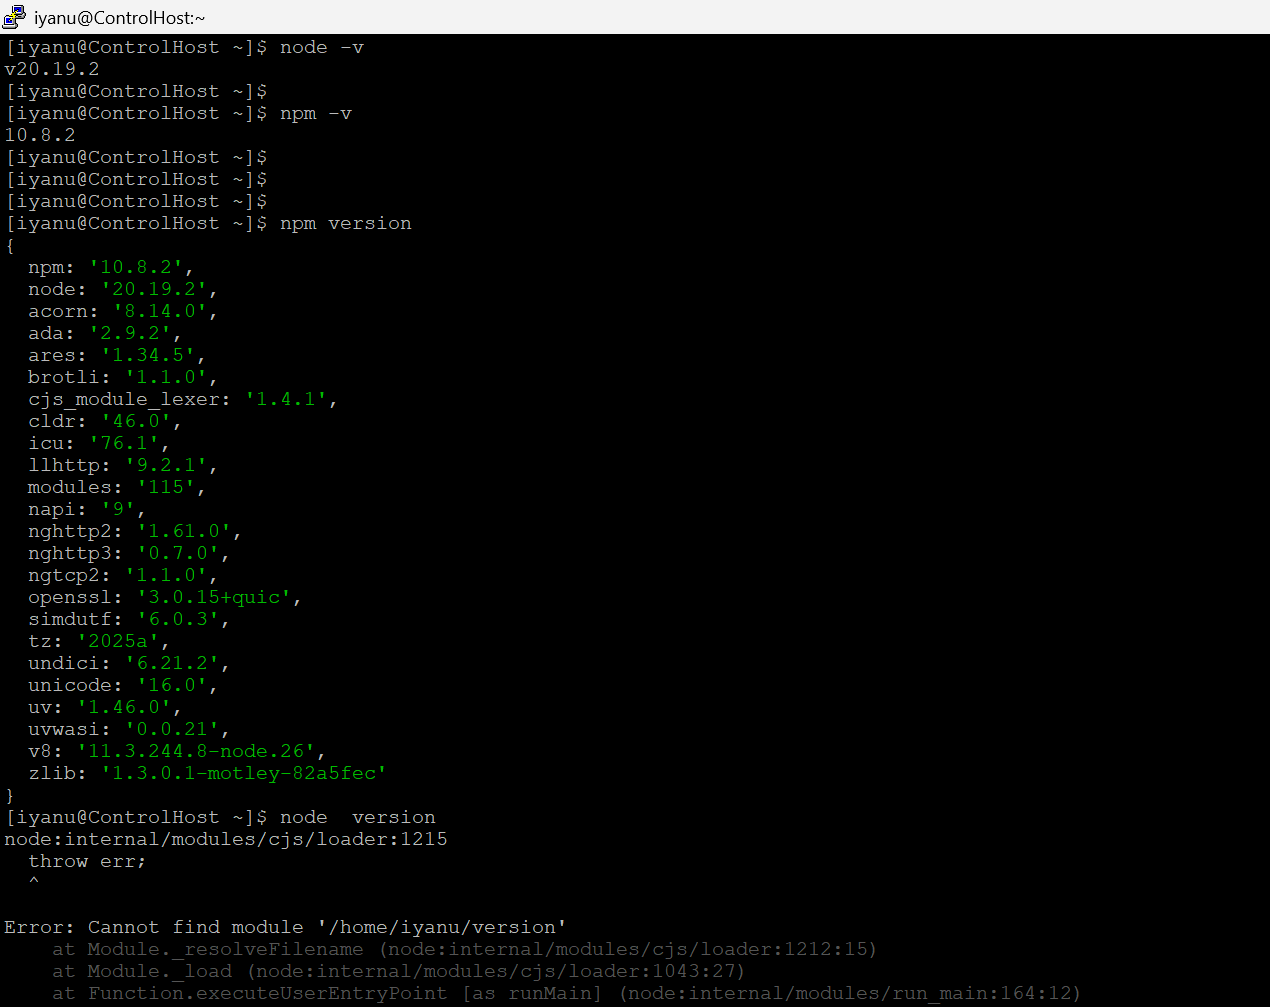 iyanu@ControlHost:~
[iyanu@ControlHost ~]$ node -v
v20.19.2
[iyanu@ControlHost ~]$
[iyanu@ControlHost ~]$ npm -v
10.8.2
[iyanu@ControlHost ~]$
[iyanu@ControlHost ~]$
[iyanu@ControlHost ~]$
[iyanu@ControlHost ~]$ npm version
{
  npm: '10.8.2',
  node: '20.19.2',
  acorn: '8.14.0',
  ada: '2.9.2',
  ares: '1.34.5',
  brotli: '1.1.0',
  cjs_module_lexer: '1.4.1',
  cldr: '46.0',
  icu: '76.1',
  llhttp: '9.2.1',
  modules: '115',
  napi: '9',
  nghttp2: '1.61.0',
  nghttp3: '0.7.0',
  ngtcp2: '1.1.0',
  openssl: '3.0.15+quic',
  simdutf: '6.0.3',
  tz: '2025a',
  undici: '6.21.2',
  unicode: '16.0',
  uv: '1.46.0',
  uvwasi: '0.0.21',
  v8: '11.3.244.8-node.26',
  zlib: '1.3.0.1-motley-82a5fec'
}
[iyanu@ControlHost ~]$ node  version
node:internal/modules/cjs/loader:1215
  throw err;
  ^
Error: Cannot find module '/home/iyanu/version'
    at Module._resolveFilename (node:internal/modules/cjs/loader:1212:15)
    at Module._load (node:internal/modules/cjs/loader:1043:27)
    at Function.executeUserEntryPoint [as runMain] (node:internal/modules/run_main:164:12)